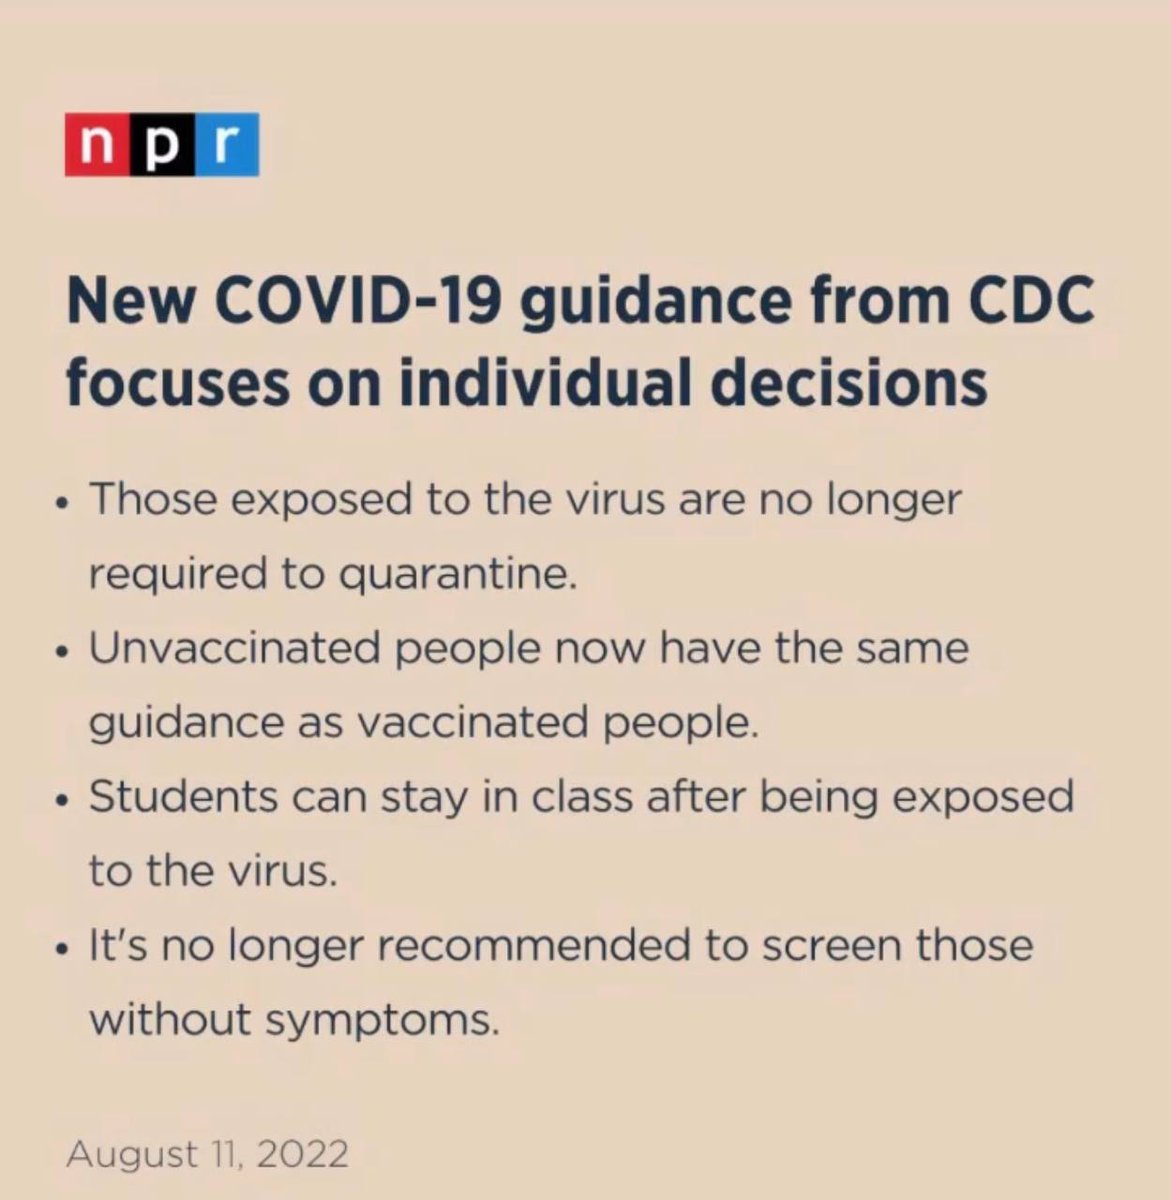 npr
New COVID-19 guidance from CDC
focuses on individual decisions
• Those exposed to the virus are no longer
required to quarantine.
• Unvaccinated people now have the same
guidance as vaccinated people.
• Students can stay in class after being exposed
to the virus.
• It's no longer recommended to screen those
without symptoms.
August 11, 2022